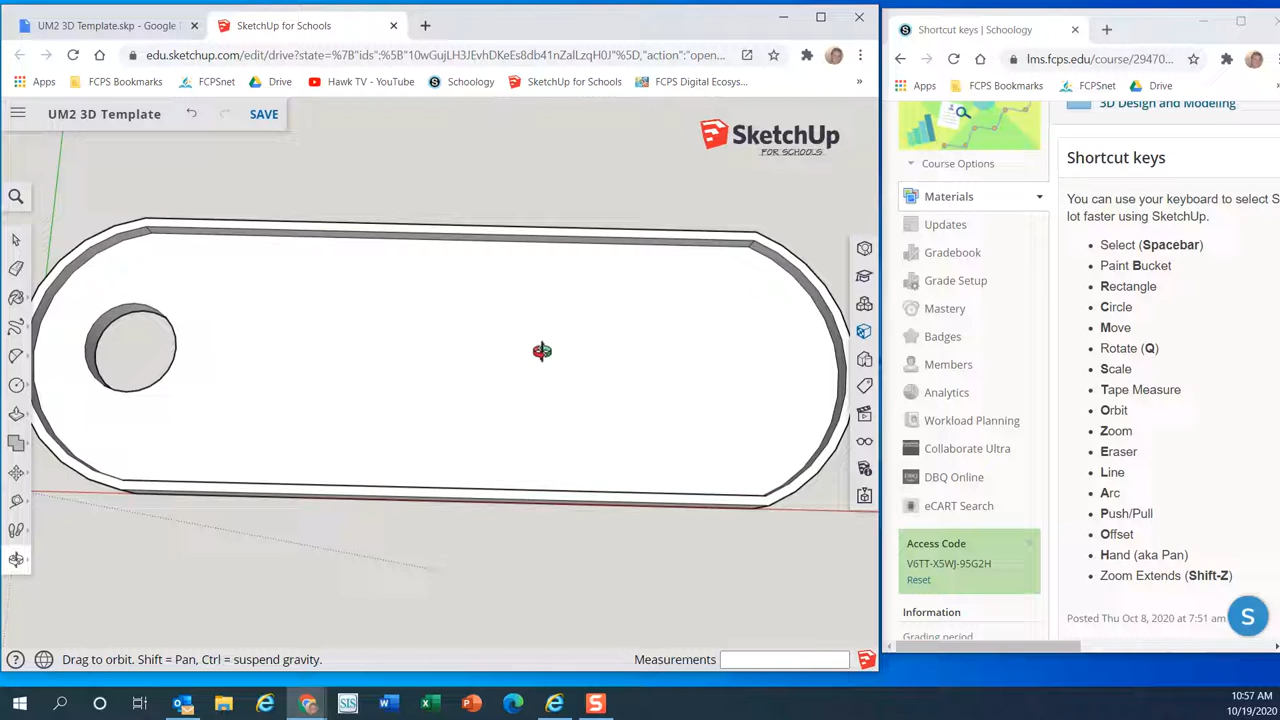 UM2 3D Template.skp - Google
SketchUp for Schools
edu.sketchup.com/edit/drive?state=%7B"ids"%3A%5B"10wGujLH3JEvhDKeEs8db41nZalLzqH0J"%5D,"action":"open...
Apps
FCPS Bookmarks
FCPSnet
Drive
Hawk TV - YouTube
Schoology
SketchUp for Schools
FCPS Digital Ecosy...
UM2 3D Template
SAVE
SketchUp
FOR SCHOOLS
Drag to orbit. Shift = Pan, Ctrl = suspend gravity.
Measurements
Shortcut keys | Schoology
lms.fcps.edu/course/29470...
Apps
FCPS Bookmarks
FCPSnet
Drive
Course Options
Materials
Updates
Gradebook
Grade Setup
Mastery
Badges
Members
Analytics
Workload Planning
Collaborate Ultra
DBQ Online
eCART Search
Access Code
V6TT-X5WJ-95G2H
Reset
Information
Grading period
3D Design and Modeling
Shortcut keys
You can use your keyboard to select S
lot faster using SketchUp.
Select (Spacebar)
Paint Bucket
Rectangle
Circle
Move
Rotate (Q)
Scale
Tape Measure
Orbit
Zoom
Eraser
Line
Arc
Push/Pull
Offset
Hand (aka Pan)
Zoom Extends (Shift-Z)
Posted Thu Oct 8, 2020 at 7:51 am
S
SIS
10:57 AM
10/19/2020